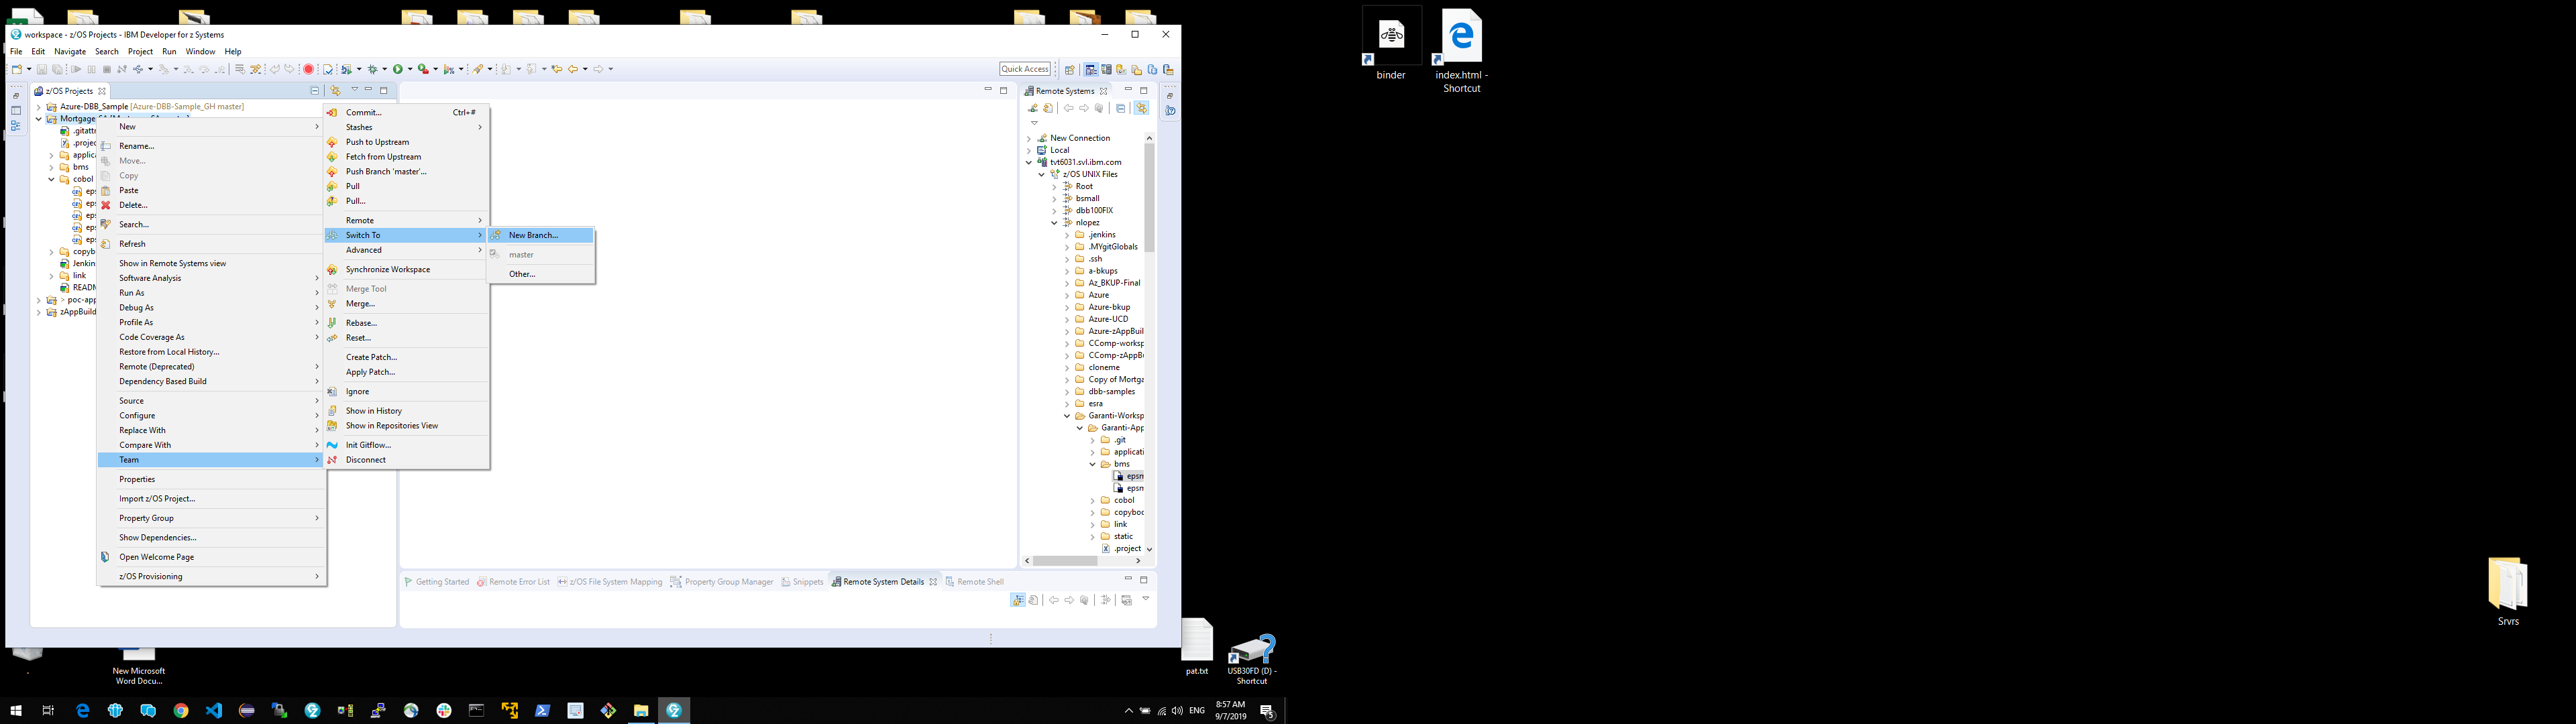 workspace - z/OS Projects - IBM Developer for z Systems
File Edit Navigate Search Project Run Window Help
Quick Access
z/OS Projects
Azure-DBB_Sample [Azure-DBB-Sample_GH master]
.gitattr
.projec
applica
bms
cobol
eps
eps
eps
eps
eps
copyb
Jenkin
link
READM
> poc-app
zAppBuild
New
Rename...
Move...
Copy
Paste
Delete...
Search...
Refresh
Show in Remote Systems view
Software Analysis
Run As
Debug As
Profile As
Code Coverage As
Restore from Local History...
Remote (Deprecated)
Dependency Based Build
Source
Configure
Replace With
Compare With
Team
Properties
Import z/OS Project...
Property Group
Show Dependencies...
Open Welcome Page
z/OS Provisioning
Commit... Ctrl+#
Stashes
Push to Upstream
Fetch from Upstream
Push Branch 'master'...
Pull
Pull...
Remote
Switch To
Advanced
Synchronize Workspace
Merge Tool
Merge...
Rebase...
Reset...
Create Patch...
Apply Patch...
Ignore
Show in History
Show in Repositories View
Init Gitflow...
Disconnect
New Branch...
master
Other...
Remote Systems
New Connection
Local
tvt6031.svl.ibm.com
z/OS UNIX Files
Root
bsmall
dbb100FIX
nlopez
.jenkins
.MYgitGlobals
.ssh
a-bkups
Az_BKUP-Final
Azure
Azure-bkup
Azure-UCD
Azure-zAppBuil
CComp-worksp
CComp-zAppBu
cloneme
Copy of Mortga
dbb-samples
esra
Garanti-Worksp
Garanti-App
.git
applicati
bms
epsm
epsm
cobol
copyboo
link
static
.project
Getting Started Remote Error List z/OS File System Mapping Property Group Manager Snippets Remote System Details Remote Shell
binder
index.html - Shortcut
Srvrs
New Microsoft
Word Docu...
pat.txt
USB30FD (D) -
Shortcut
ENG
8:57 AM
9/7/2019
5